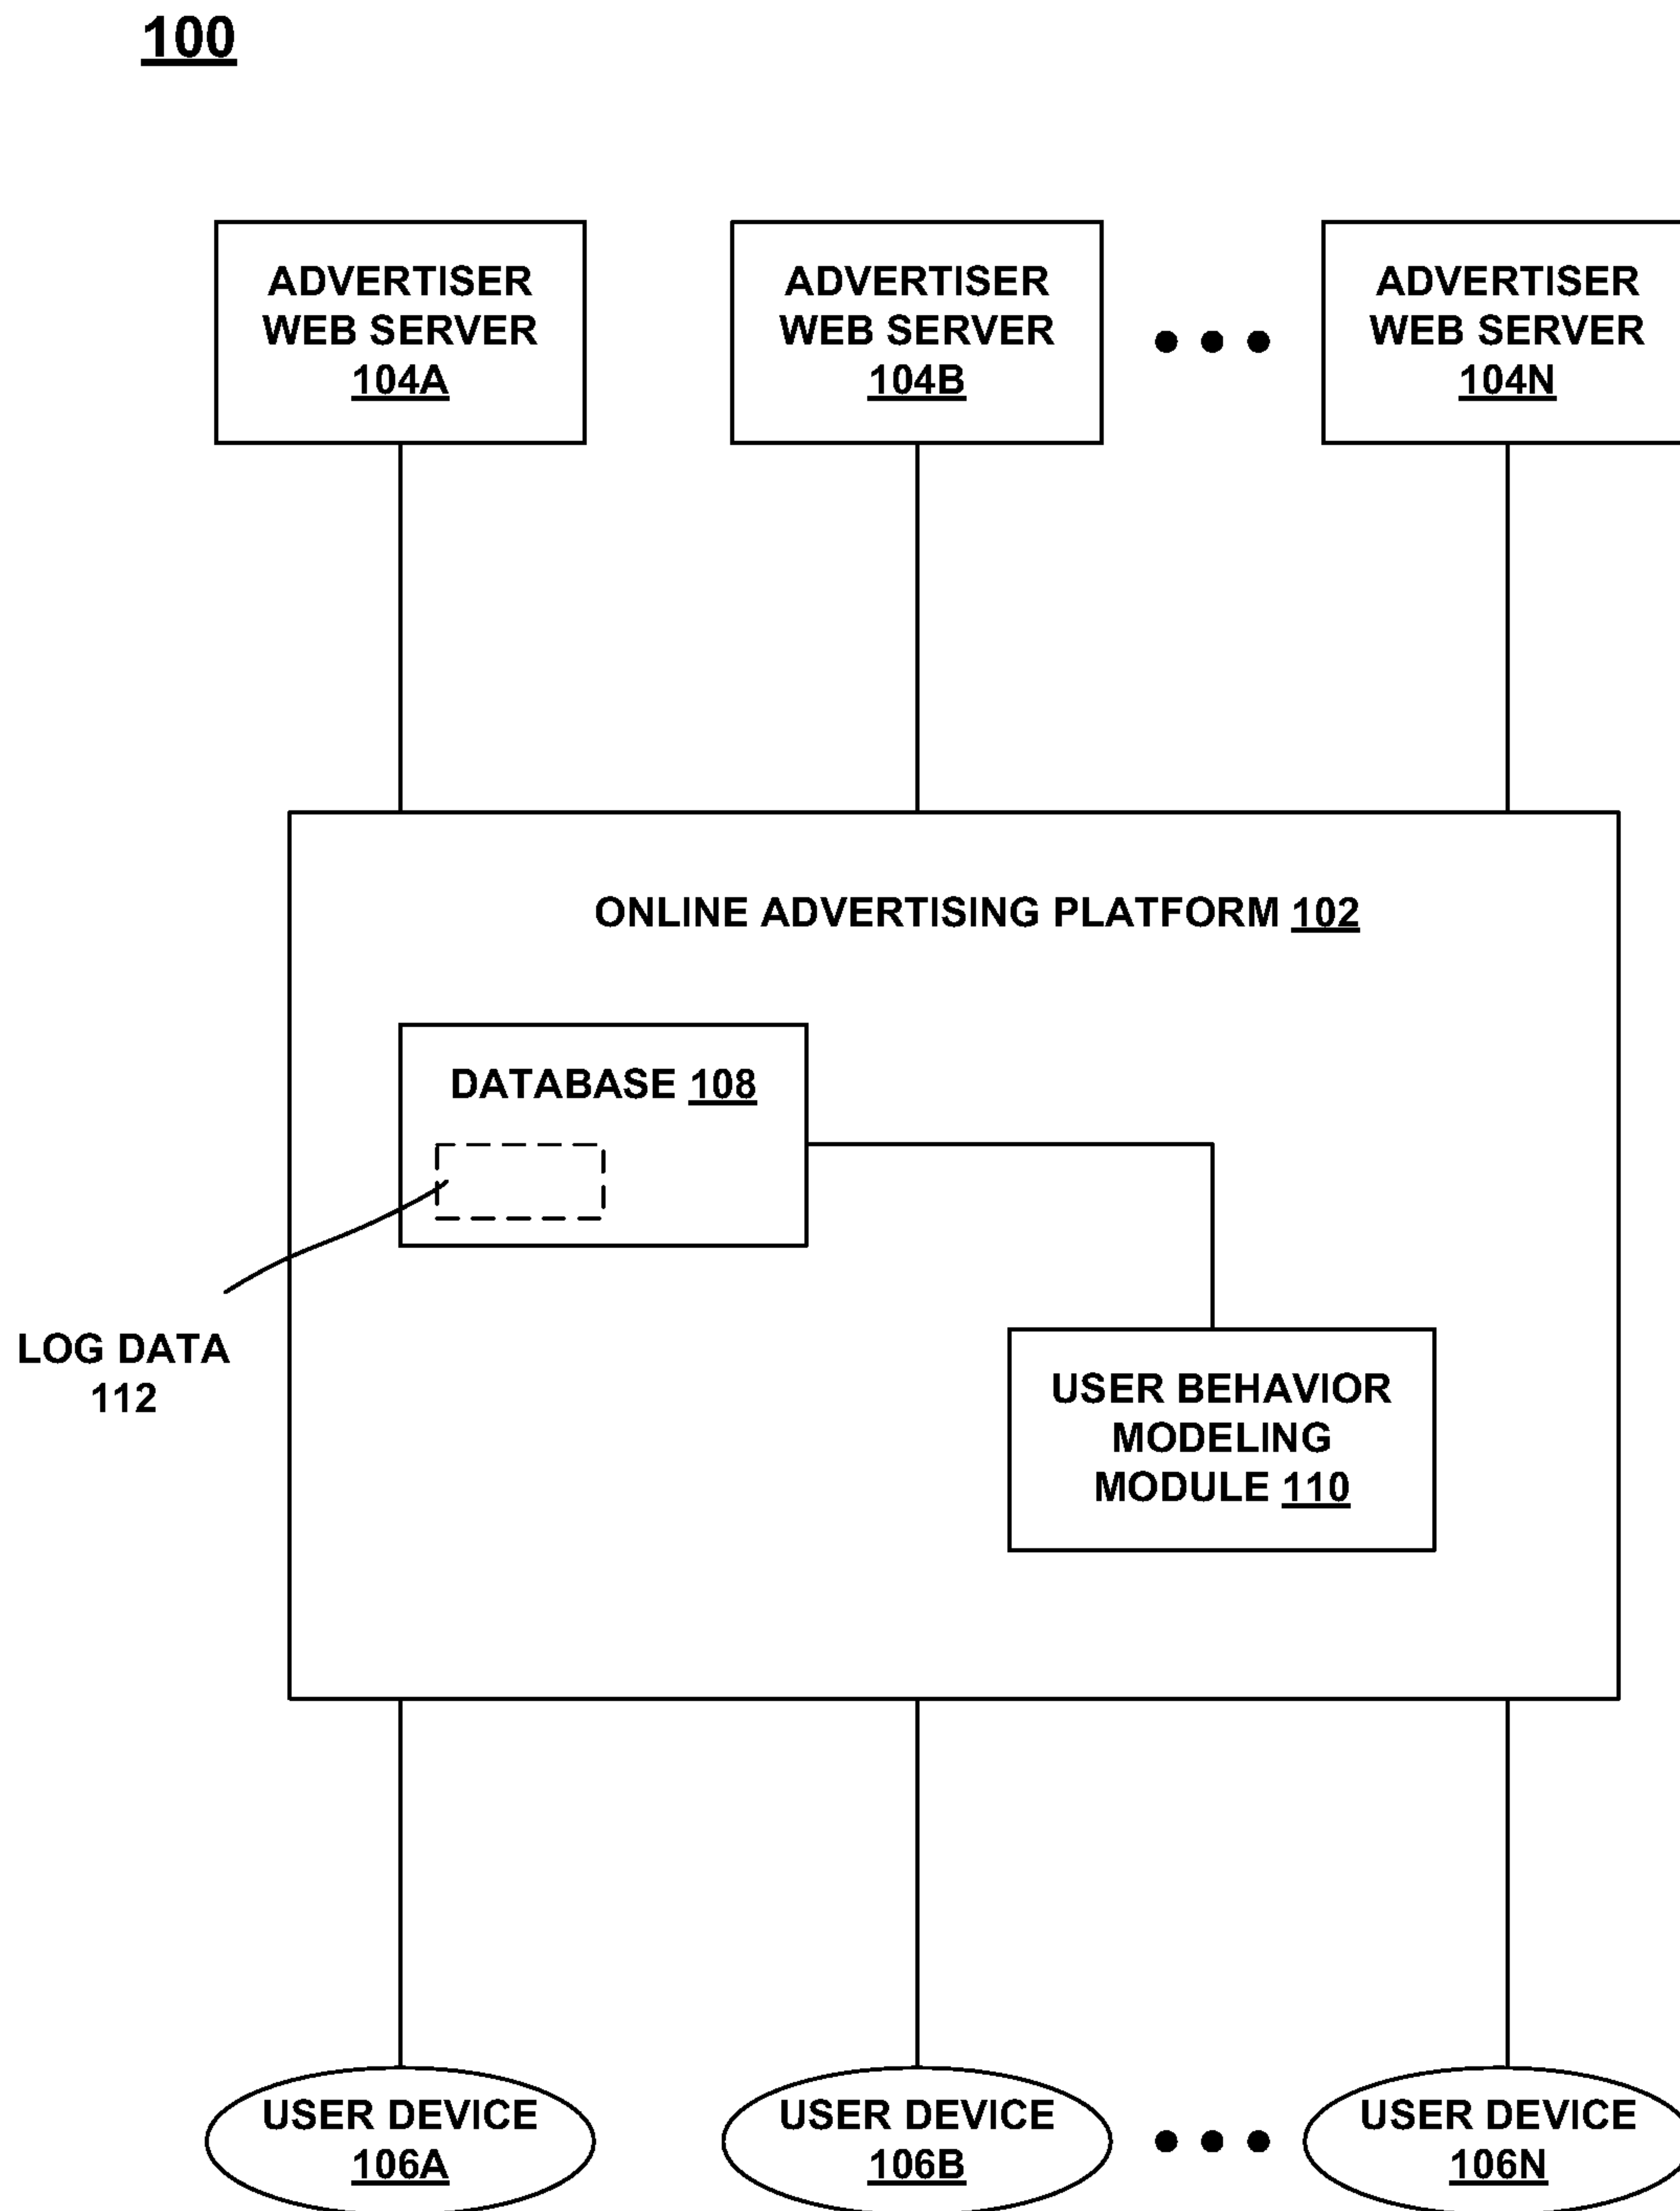 100
ADVERTISER
WEB SERVER
104A
ADVERTISER
WEB SERVER
104B
ADVERTISER
WEB SERVER
104N
ONLINE ADVERTISING PLATFORM 102
DATABASE 108
LOG DATA
112
USER BEHAVIOR
MODELING
MODULE 110
USER DEVICE
106A
USER DEVICE
106B
USER DEVICE
106N